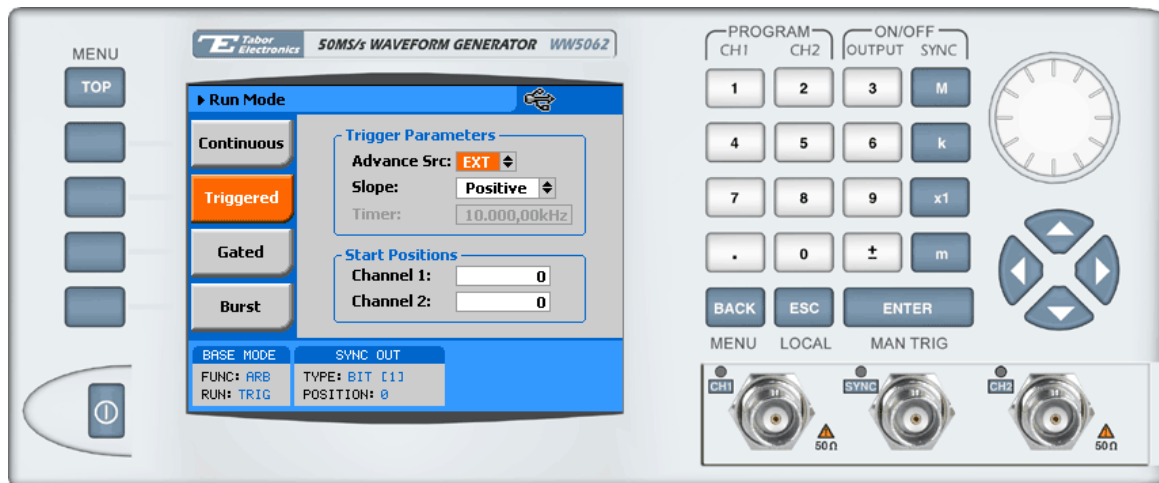 MENU
TOP
Tabor Electronics 50MS/s WAVEFORM GENERATOR WW5062
Run Mode
Continuous
Triggered
Gated
Burst
Trigger Parameters
Advance Src: EXT
Slope: Positive
Timer: 10.000,00kHz
Start Positions
Channel 1: 0
Channel 2: 0
BASE MODE
FUNC: ARB
RUN: TRIG
SYNC OUT
TYPE: BIT [1]
POSITION: 0
PROGRAM ON/OFF
CH1 CH2 OUTPUT SYNC
1 2 3 M
4 5 6 k
7 8 9 x1
. 0 ± m
BACK ESC ENTER
MENU LOCAL MAN TRIG
CH1 SYNC CH2
50Ω 50Ω